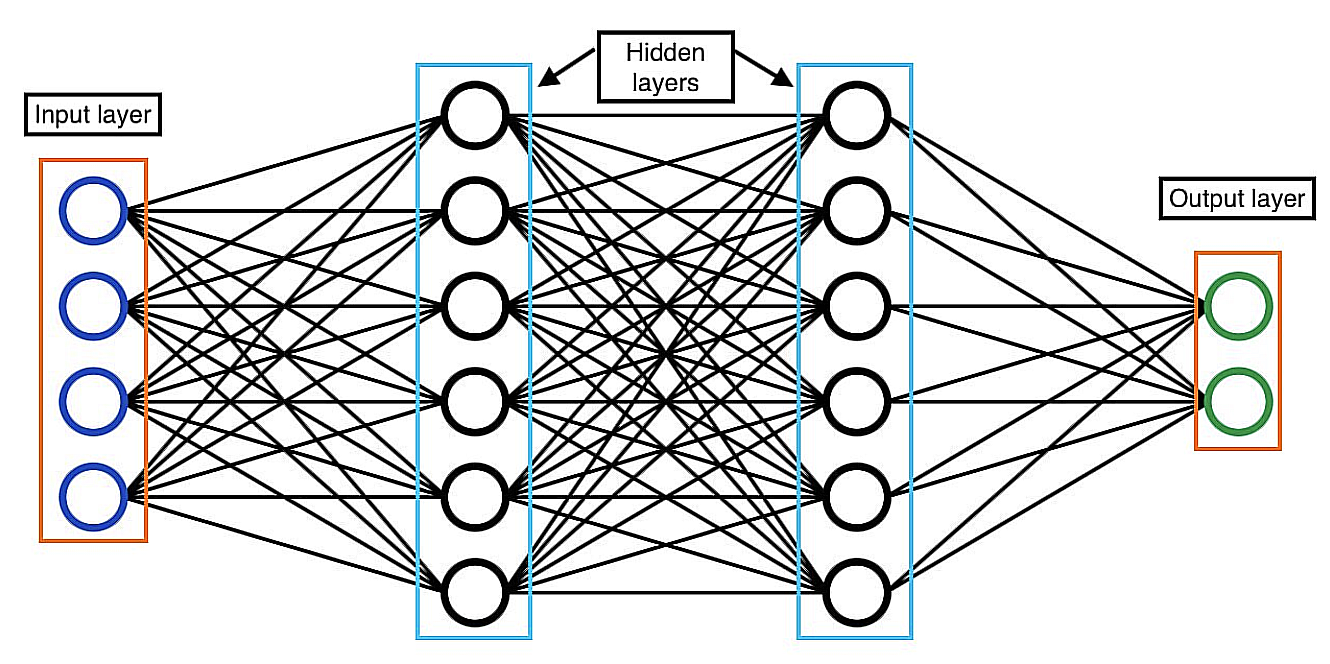 Input layer
Hidden
layers
Output layer